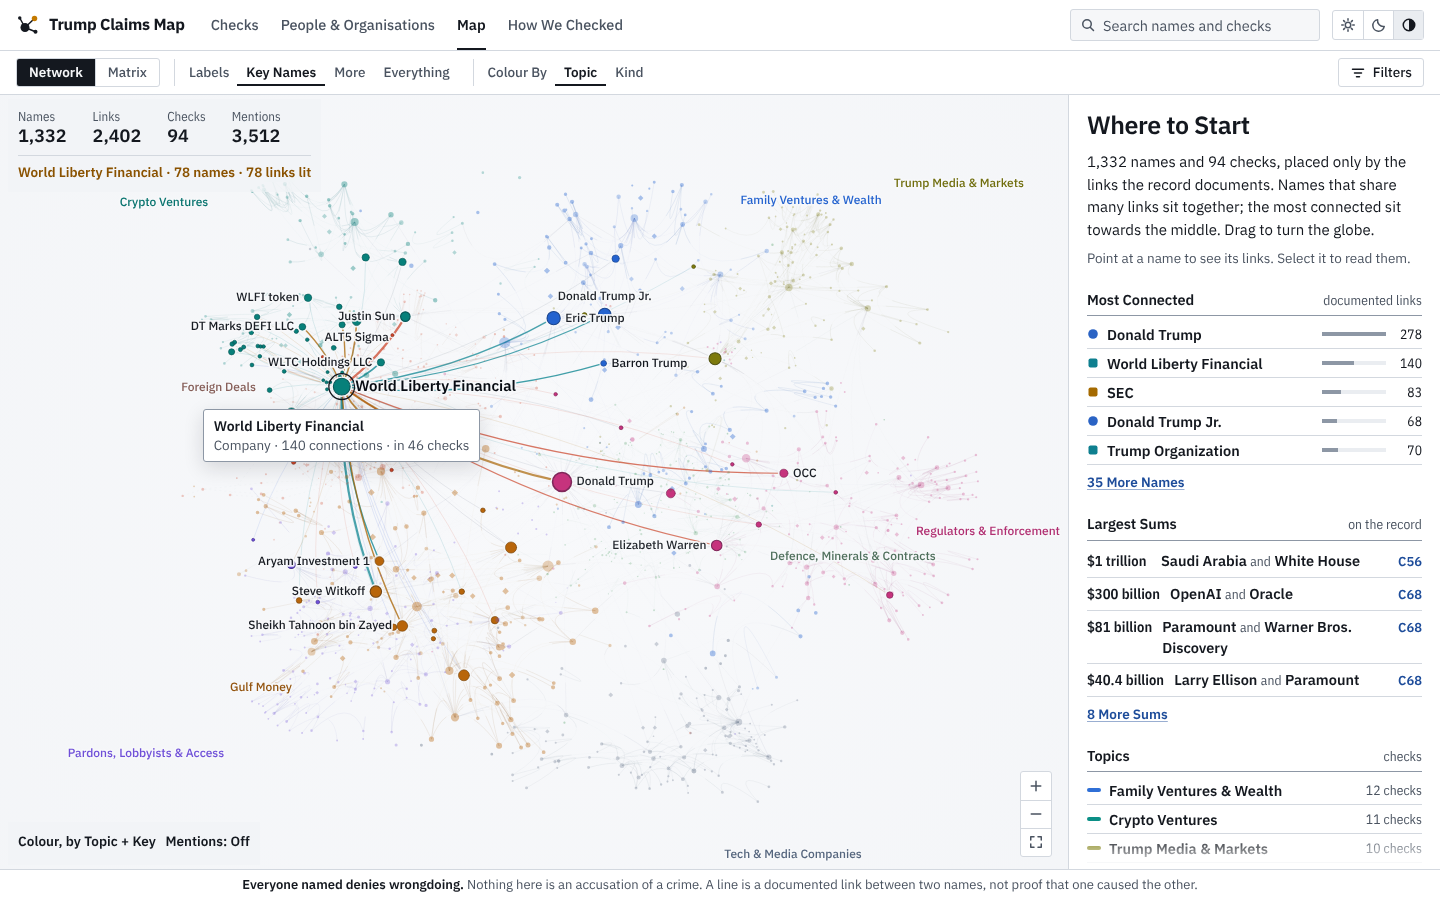 Trump Claims Map
Checks
People & Organisations
Map
How We Checked
Search names and checks
Network
Matrix
Labels
Key Names
More
Everything
Colour By
Topic
Kind
Filters
Names
Links
Checks
Mentions
1,332
2,402
94
3,512
World Liberty Financial · 78 names · 78 links lit
Crypto Ventures
Family Ventures & Wealth
Trump Media & Markets
WLFI token
Donald Trump Jr.
Justin Sun
Eric Trump
DT Marks DEFI LLC
ALT5 Sigma
WLTC Holdings LLC
Barron Trump
Foreign Deals
World Liberty Financial
World Liberty Financial
Company · 140 connections · in 46 checks
OCC
Donald Trump
Regulators & Enforcement
Elizabeth Warren
Defence, Minerals & Contracts
Aryam Investment 1
Steve Witkoff
Sheikh Tahnoon bin Zayed
Gulf Money
Pardons, Lobbyists & Access
Colour, by Topic + Key
Mentions: Off
Tech & Media Companies
Where to Start
1,332 names and 94 checks, placed only by the
links the record documents. Names that share
many links sit together; the most connected sit
towards the middle. Drag to turn the globe.
Point at a name to see its links. Select it to read them.
Most Connected documented links
Donald Trump 278
World Liberty Financial 140
SEC 83
Donald Trump Jr. 68
Trump Organization 70
35 More Names
Largest Sums on the record
$1 trillion Saudi Arabia and White House C56
$300 billion OpenAI and Oracle C68
$81 billion Paramount and Warner Bros. C68
Discovery
$40.4 billion Larry Ellison and Paramount C68
8 More Sums
Topics checks
Family Ventures & Wealth 12 checks
Crypto Ventures 11 checks
Trump Media & Markets 10 checks
Everyone named denies wrongdoing. Nothing here is an accusation of a crime. A line is a documented link between two names, not proof that one caused the other.